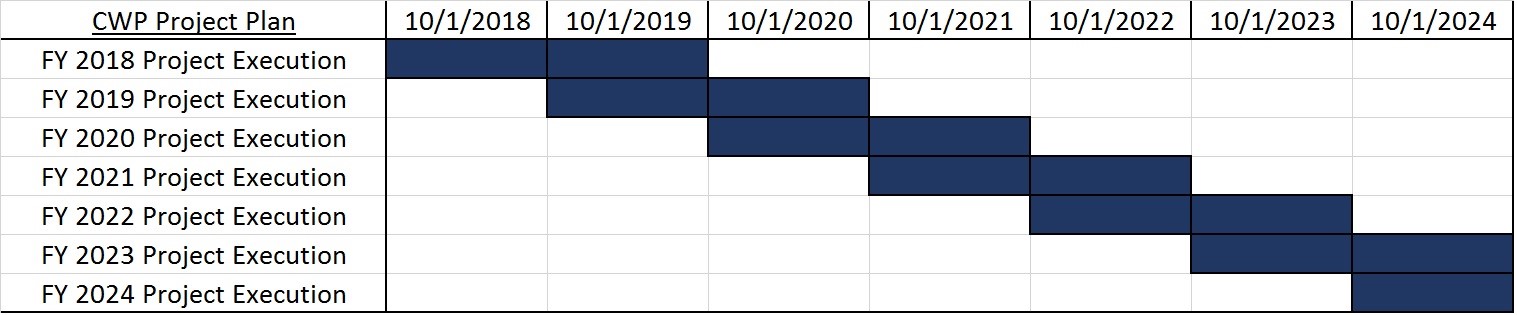 CWP Project Plan 10/1/2018 10/1/2019 10/1/2020 10/1/2021 10/1/2022 10/1/2023 10/1/2024
FY 2018 Project Execution
FY 2019 Project Execution
FY 2020 Project Execution
FY 2021 Project Execution
FY 2022 Project Execution
FY 2023 Project Execution
FY 2024 Project Execution